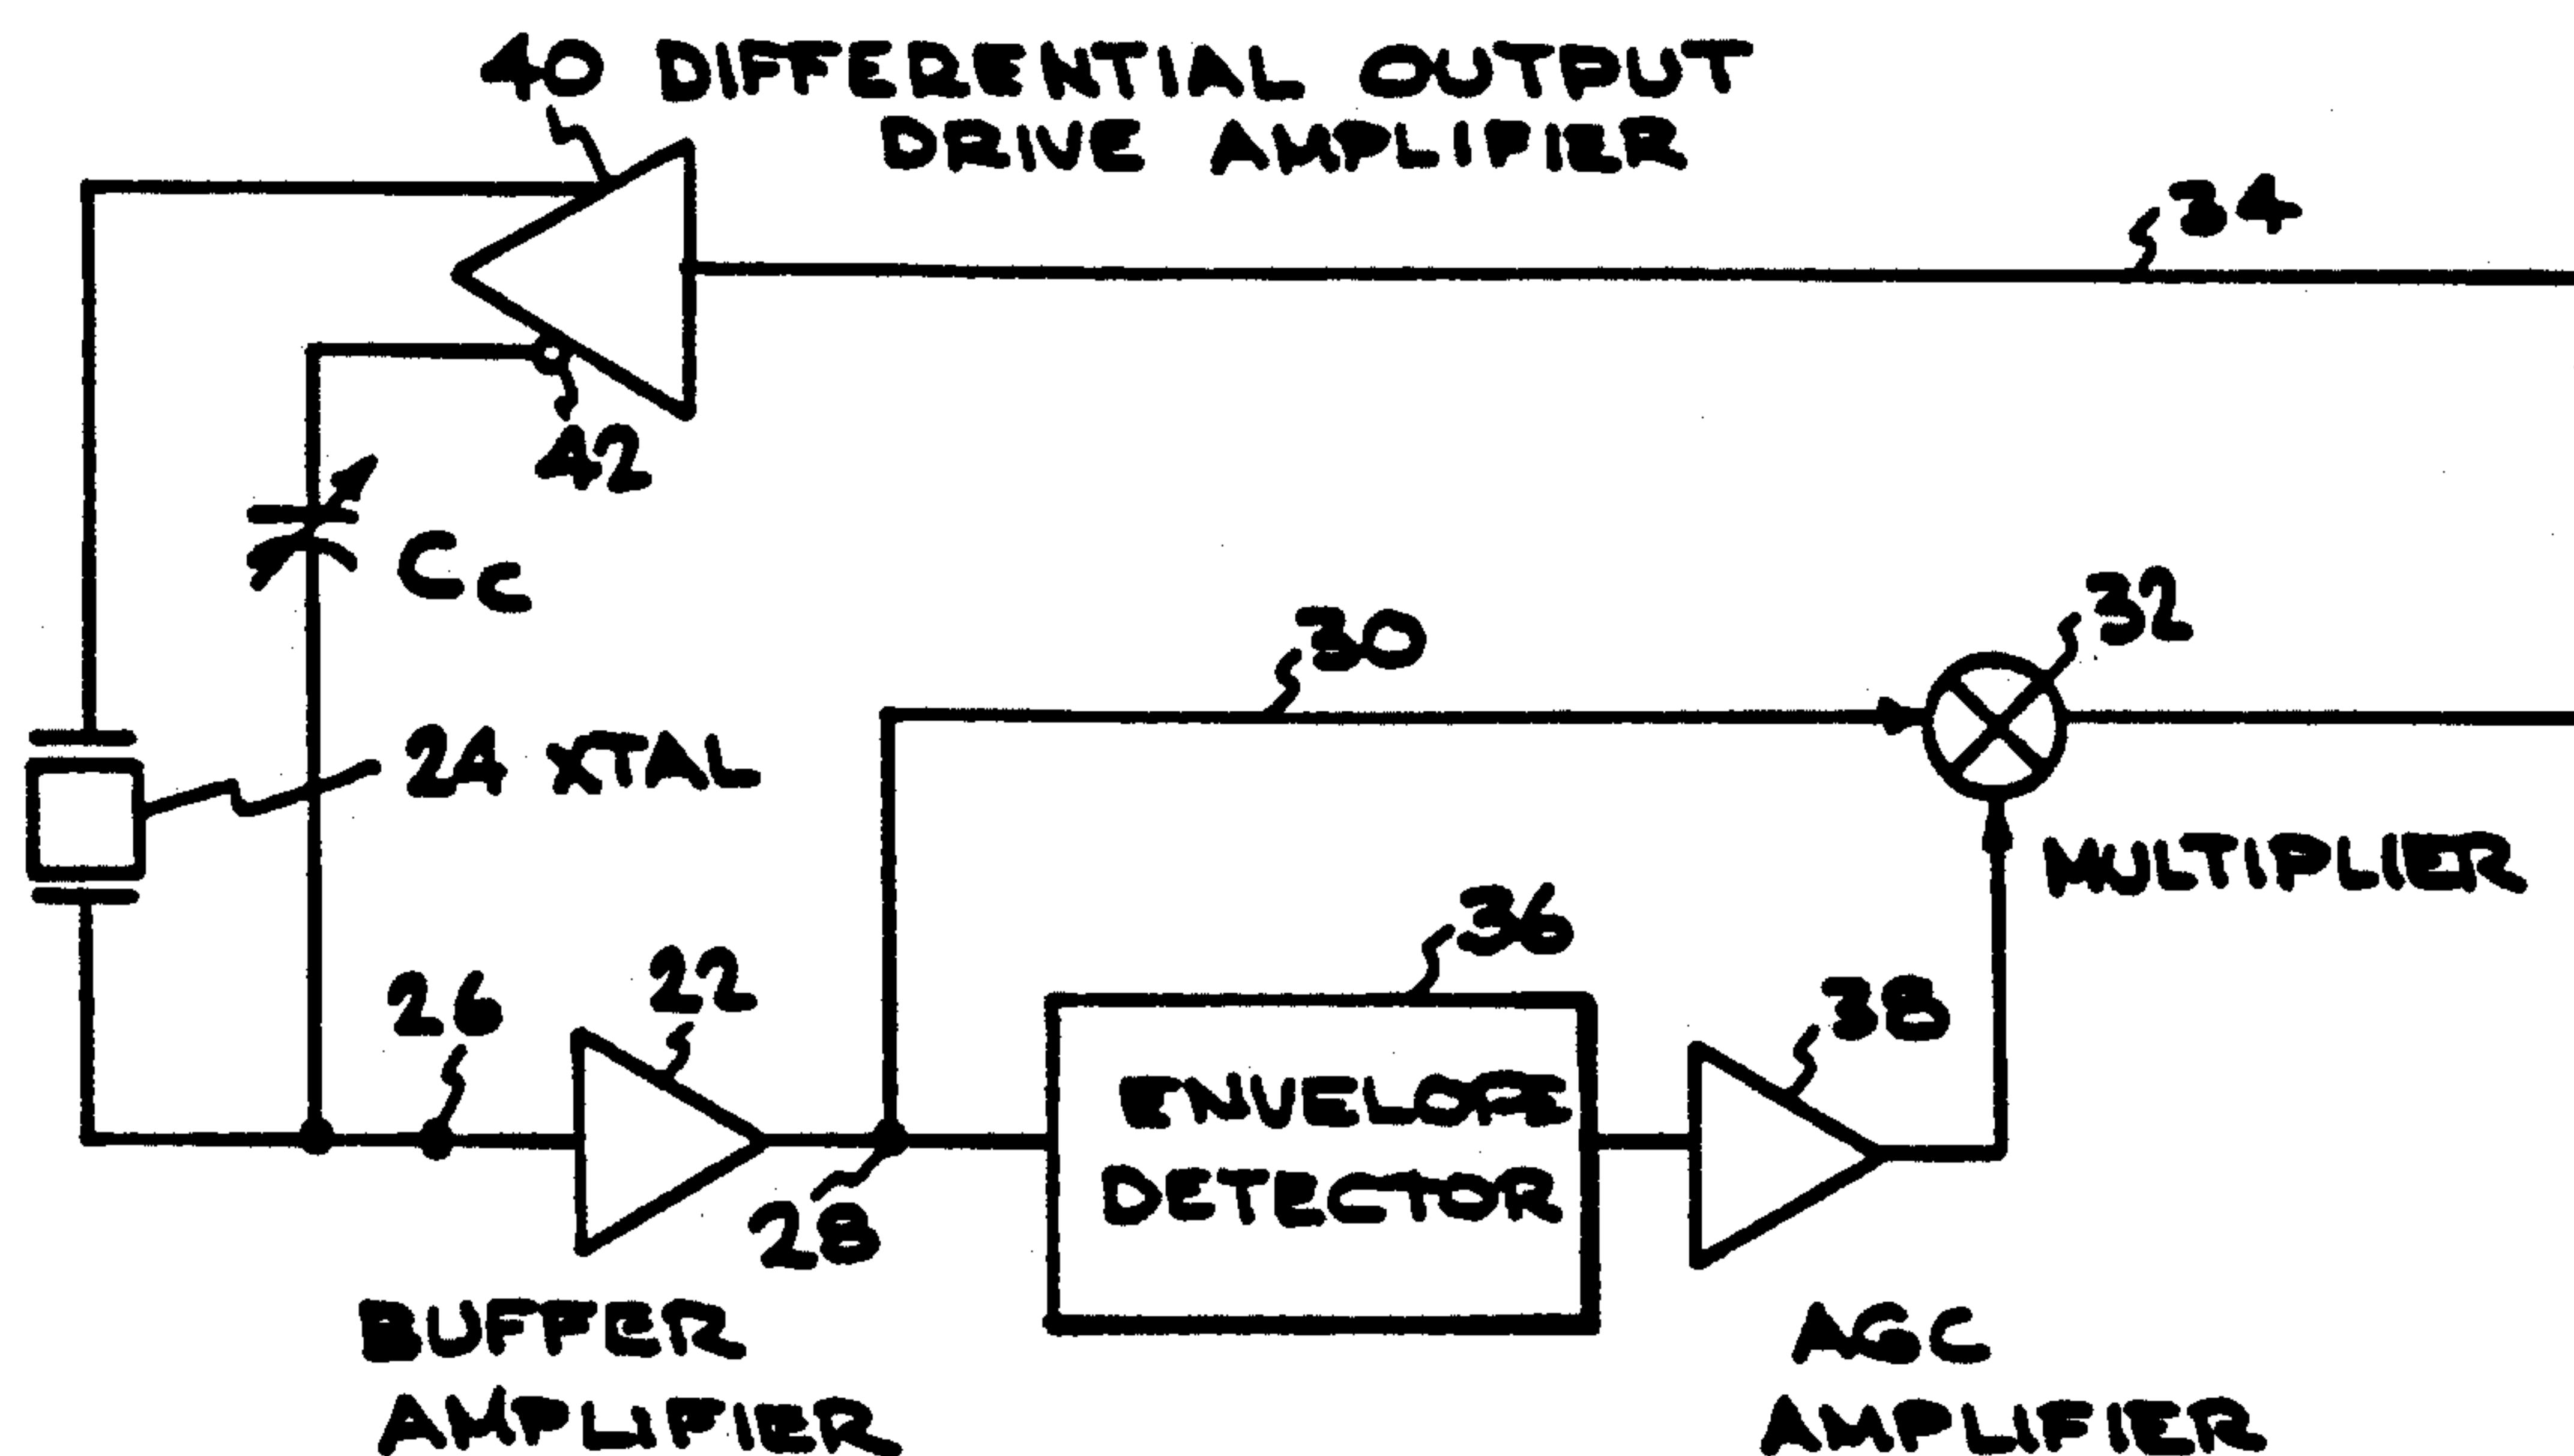 40 DIFFERENTIAL OUTPUT
DRIVE AMPLIFIER
34
42
Cc
32
30
24 XTAL
MULTIPLIER
36
22
26
38
ENVELOPE
DETECTOR
28
BUFFER
AMPLIFIER
AGC
AMPLIFIER